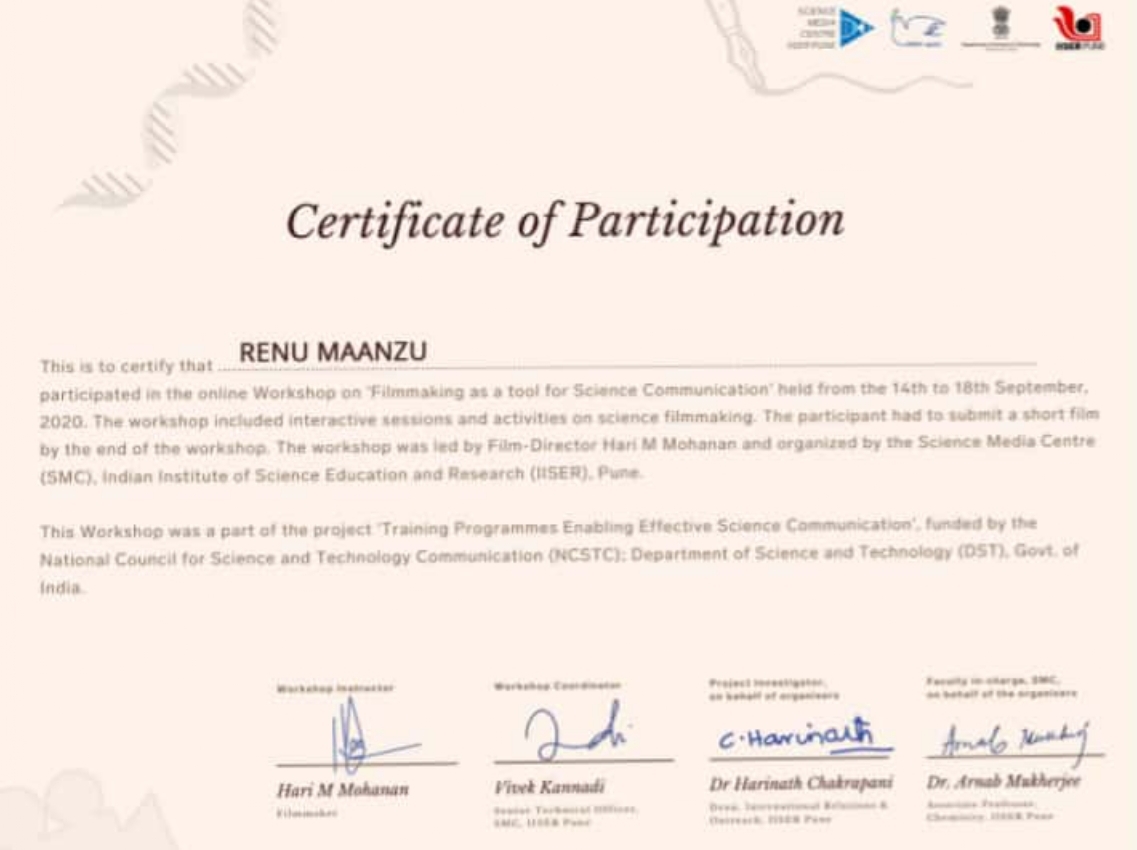 SCIENCE
MEDIA
CENTRE
IISER PUNE
IISER PUNE
Certificate of Participation
This is to certify that RENU MAANZU
participated in the online Workshop on 'Filmmaking as a tool for Science Communication' held from the 14th to 18th September,
2020. The workshop included interactive sessions and activities on science filmmaking. The participant had to submit a short film
by the end of the workshop. The workshop was led by Film-Director Hari M Mohanan and organized by the Science Media Centre
(SMC), Indian Institute of Science Education and Research (IISER), Pune.
This Workshop was a part of the project 'Training Programmes Enabling Effective Science Communication', funded by the
National Council for Science and Technology Communication (NCSTC); Department of Science and Technology (DST), Govt. of
India.
Workshop Instructor
Hari M Mohanan
Filmmaker
Workshop Coordinator
Vivek Kannadi
Senior Technical Officer,
SMC, IISER Pune
Project Investigator,
on behalf of organisers
C. Harinath
Dr Harinath Chakrapani
Dean, International Relations &
Outreach, IISER Pune
Faculty in-charge, SMC,
on behalf of the organisers
Arnab Mukherjee
Dr. Arnab Mukherjee
Associate Professor,
Chemistry, IISER Pune